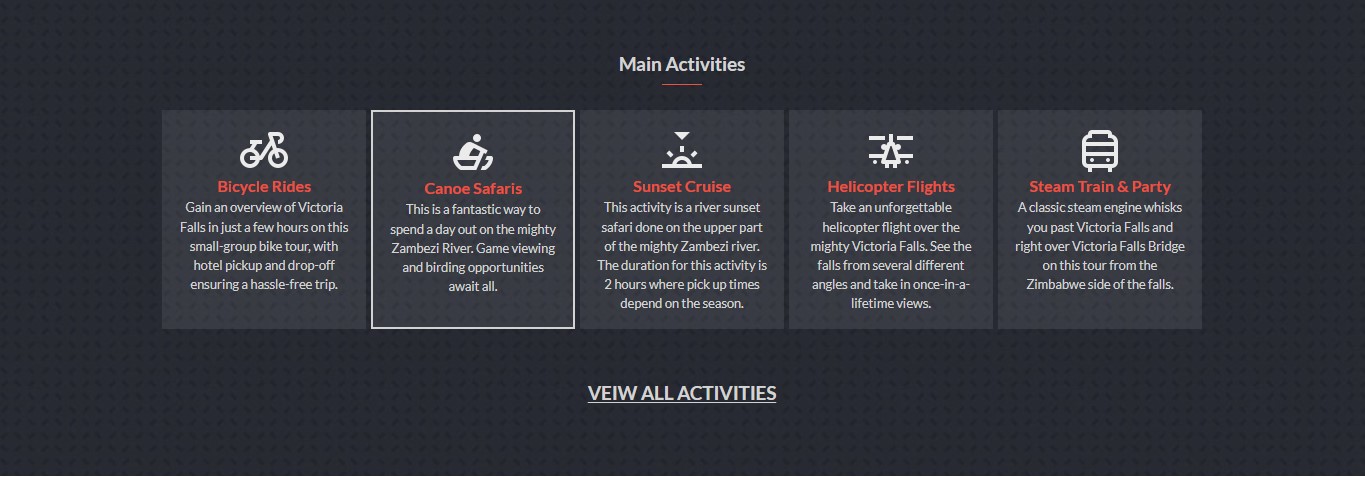 Main Activities
Bicycle Rides
Gain an overview of Victoria
Falls in just a few hours on this
small-group bike tour, with
hotel pickup and drop-off
ensuring a hassle-free trip.
Canoe Safaris
This is a fantastic way to
spend a day out on the mighty
Zambezi River. Game viewing
and birding opportunities
await all.
Sunset Cruise
This activity is a river sunset
safari done on the upper part
of the mighty Zambezi river.
The duration for this activity is
2 hours where pick up times
depend on the season.
Helicopter Flights
Take an unforgettable
helicopter flight over the
mighty Victoria Falls. See the
falls from several different
angles and take in once-in-a-
lifetime views.
Steam Train & Party
A classic steam engine whisks
you past Victoria Falls and
right over Victoria Falls Bridge
on this tour from the
Zimbabwe side of the falls.
VEIW ALL ACTIVITIES